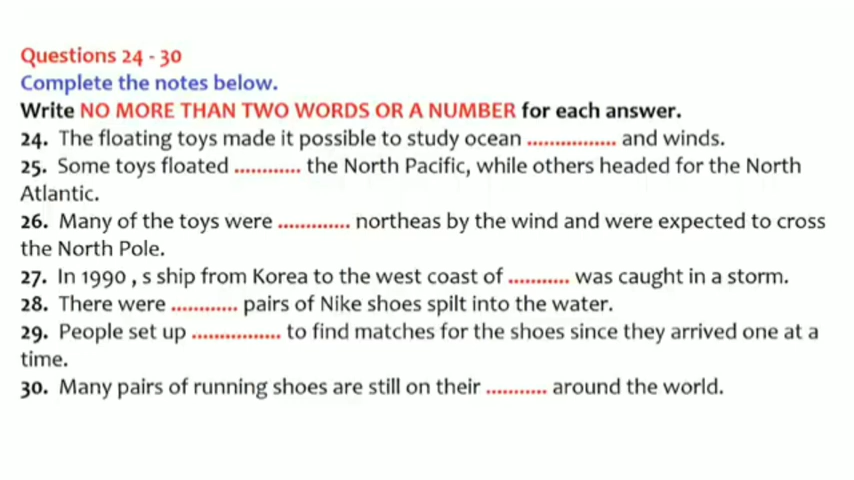 Questions 24 - 30
Complete the notes below.
Write NO MORE THAN TWO WORDS OR A NUMBER for each answer.
24. The floating toys made it possible to study ocean ................ and winds.
25. Some toys floated ............ the North Pacific, while others headed for the North
Atlantic.
26. Many of the toys were ............. northeas by the wind and were expected to cross
the North Pole.
27. In 1990 , s ship from Korea to the west coast of ........... was caught in a storm.
28. There were ............ pairs of Nike shoes spilt into the water.
29. People set up ................ to find matches for the shoes since they arrived one at a
time.
30. Many pairs of running shoes are still on their ........... around the world.